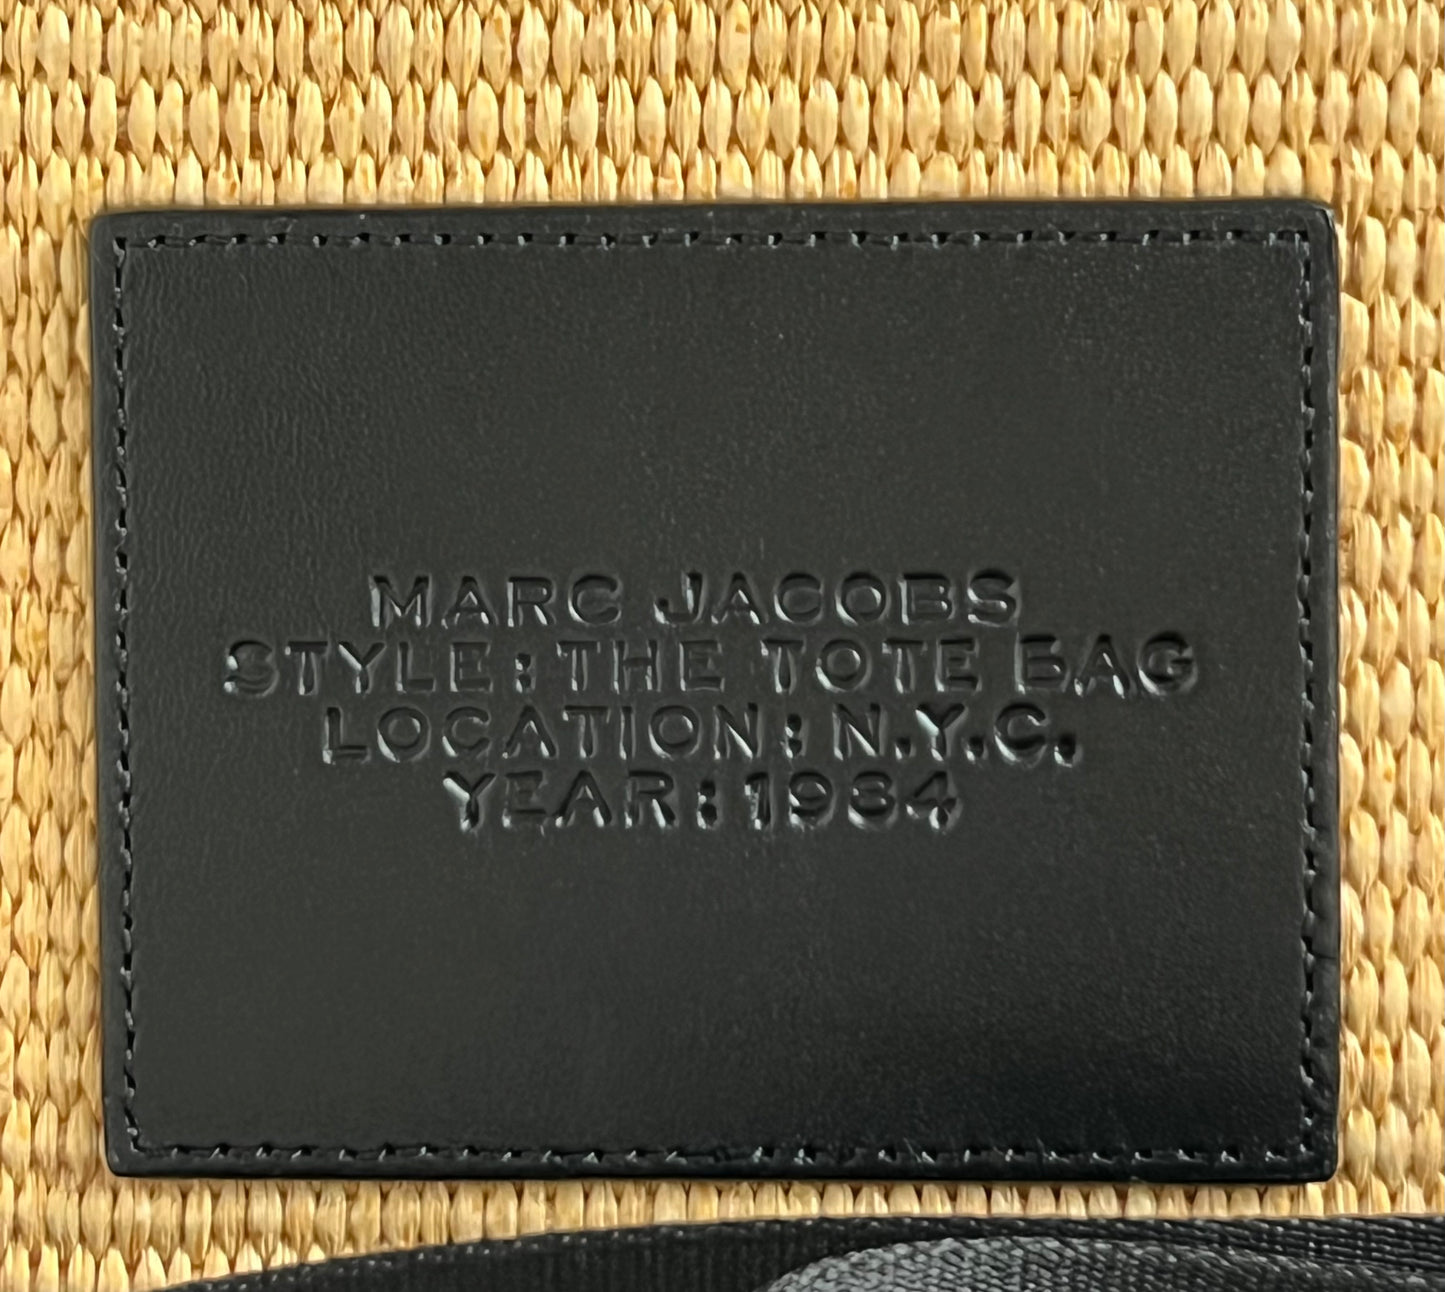 MARC JACOBS
STYLE: THE TOTE BAG
LOCATION: N.Y.C.
YEAR: 1984